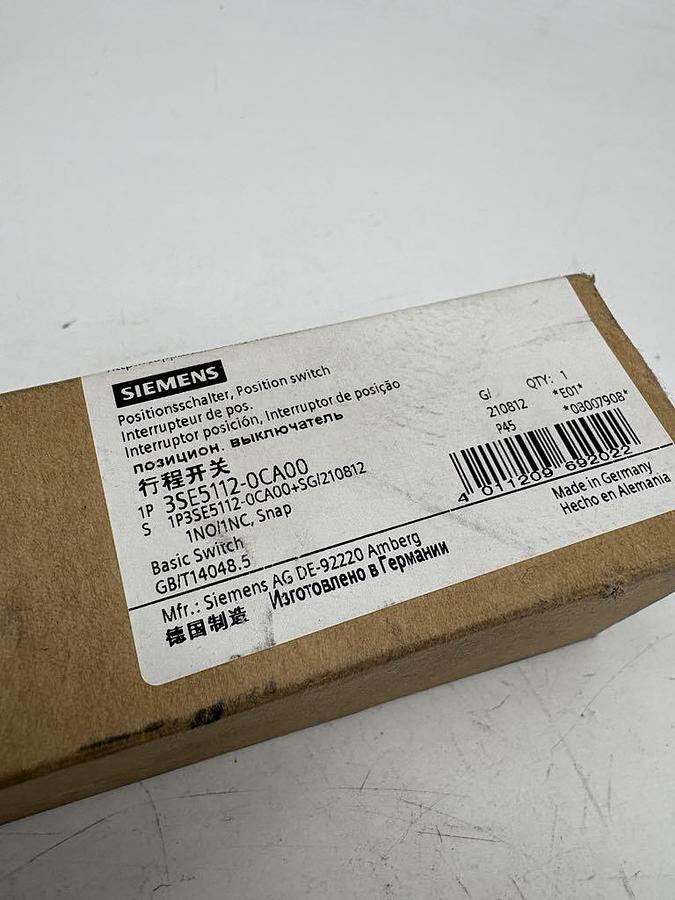 SIEMENS
Positionsschalter, Position switch
Interrupteur de pos.
Interruptor posición, Interruptor de posição
позицион. выключатель
行程开关
1P 3SE5112-0CA00
S 1P3SE5112-0CA00+SG/210812
1NO/1NC, Snap
Basic Switch
GB/T14048.5
G/ QTY: 1
210812 *E01*
P45 *03007908*
4 011209 692022
Made in Germany
Hecho en Alemania
Mfr.: Siemens AG DE-92220 Amberg
德国制造 Изготовлено в Германии